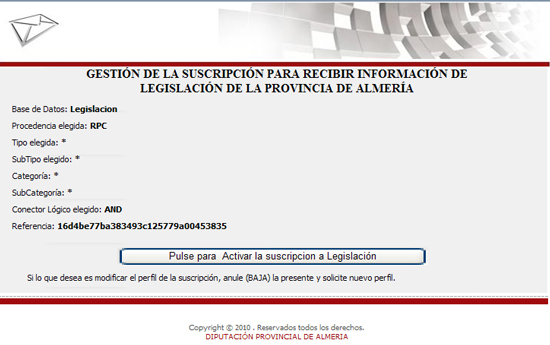 GESTIÓN DE LA SUSCRIPCIÓN PARA RECIBIR INFORMACIÓN DE
LEGISLACIÓN DE LA PROVINCIA DE ALMERÍA
Base de Datos: Legislacion
Procedencia elegida: RPC
Tipo elegida: *
SubTipo elegido: *
Categoría: *
SubCategoría: *
Conector Lógico elegido: AND
Referencia: 16d4be77ba383493c125779a00453835
Pulse para Activar la suscripcion a Legislación
Si lo que desea es modificar el perfil de la suscripción, anule (BAJA) la presente y solicite nuevo perfil.
Copyright © 2010 . Reservados todos los derechos.
DIPUTACIÓN PROVINCIAL DE ALMERIA